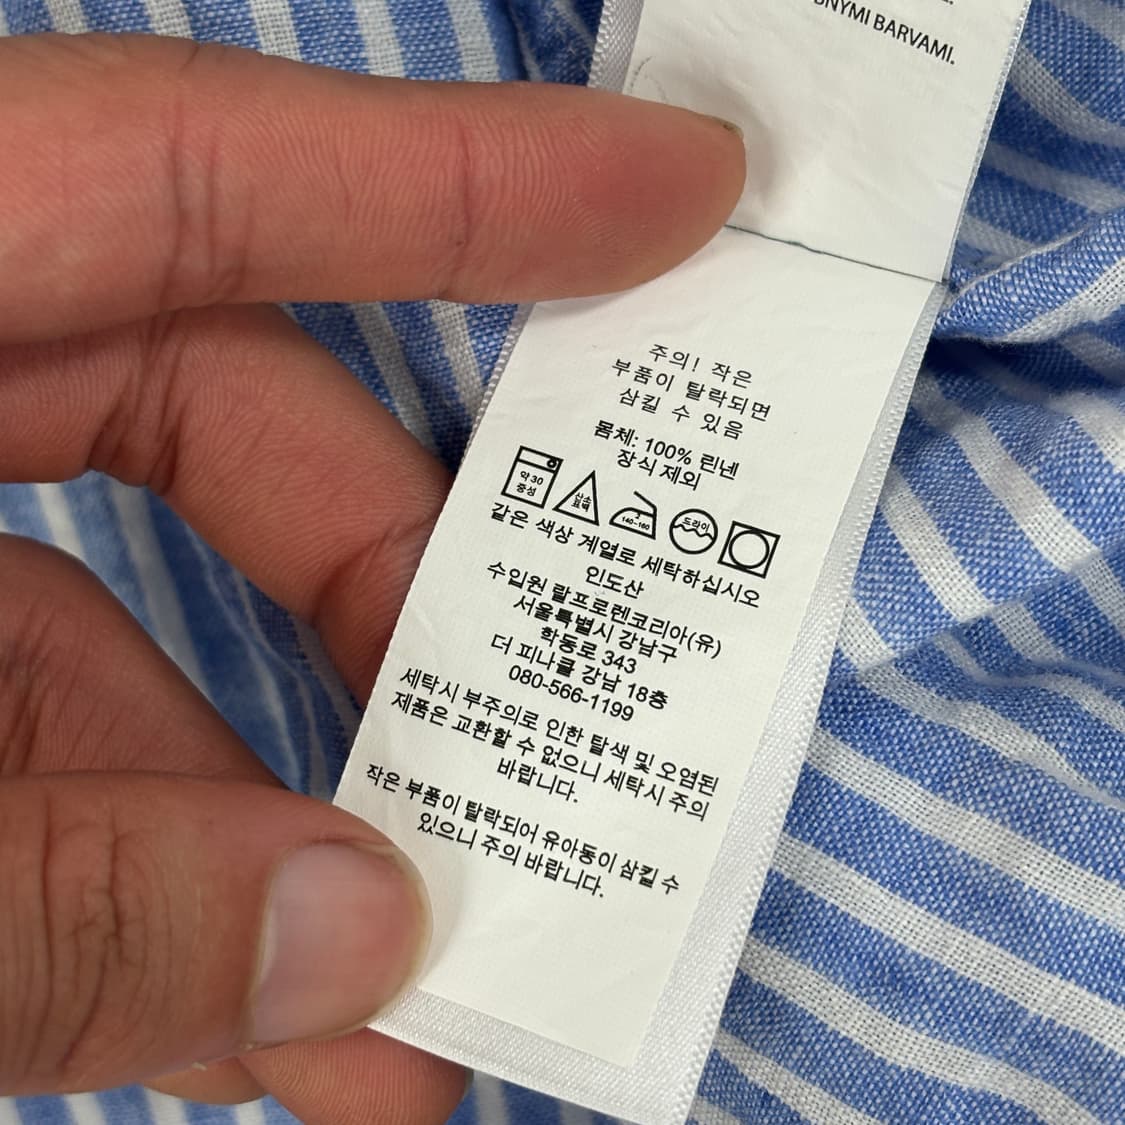 BARVAMI.
주의! 작은
부품이 탈락되면
삼킬 수 있음
몸체: 100% 린넨
장식 제외
약 30
중성
산소
표백
140~160
드라이
같은 색상 계열로 세탁하십시오
인도산
수입원 랄프로렌코리아(유)
서울특별시 강남구
학동로 343
더 피나클 강남 18층
080-566-1199
세탁시 부주의로 인한 탈색 및 오염된
제품은 교환할 수 없으니 세탁시 주의
바랍니다.
작은 부품이 탈락되어 유아동이 삼킬 수
있으니 주의 바랍니다.